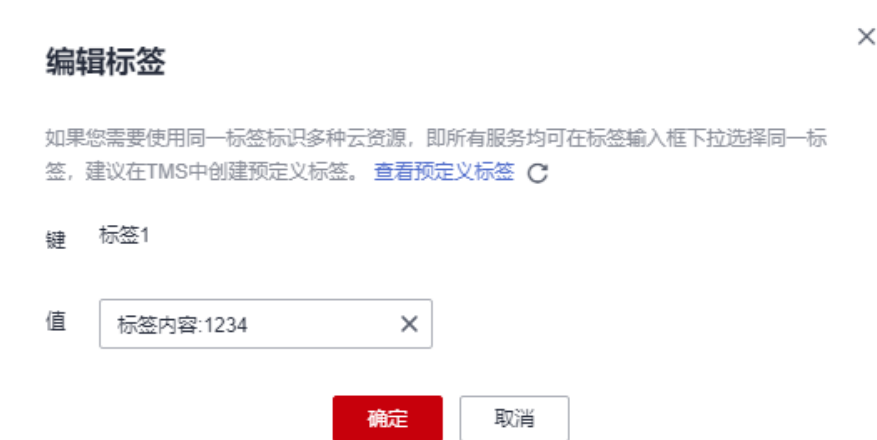 编辑标签
如果您需要使用同一标签标识多种云资源，即所有服务均可在标签输入框下拉选择同一标
签，建议在TMS中创建预定义标签。 查看预定义标签
键 标签1
值 标签内容:1234
确定 取消